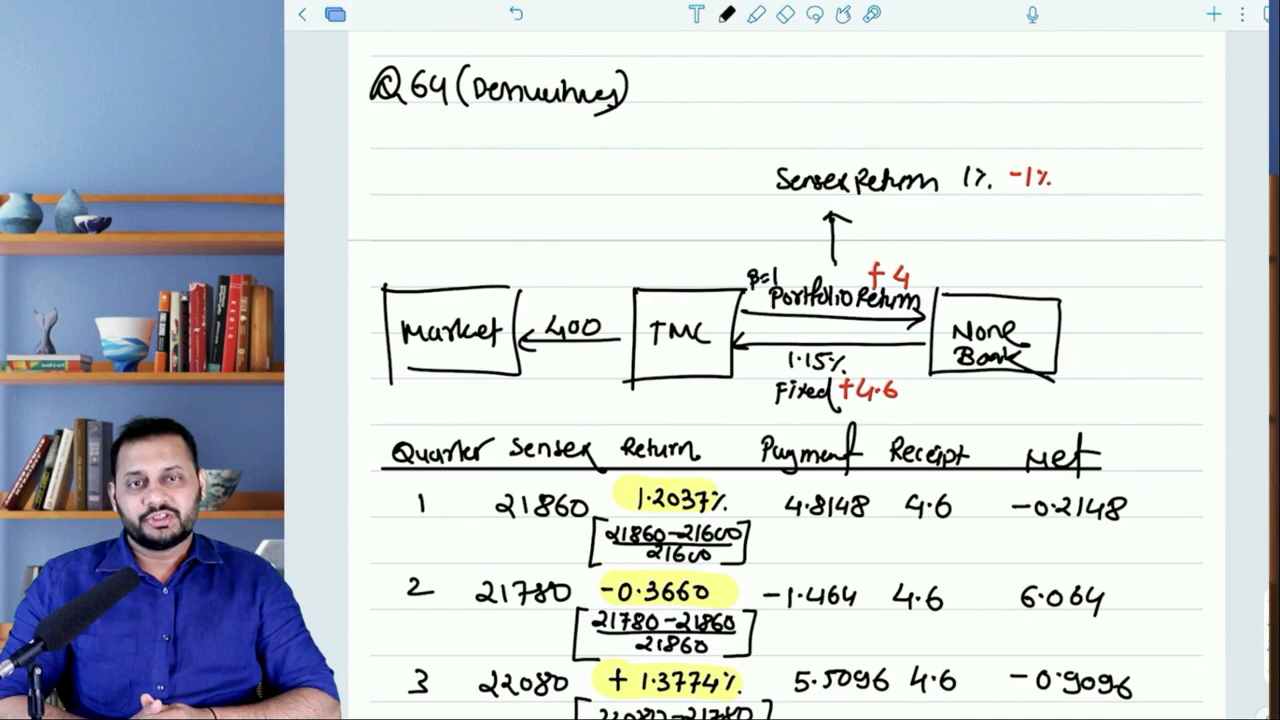 Q64 (Derivatives)
Sensex Return 1% -1%
β=1 +4
Portfolio Return
Market 400 TMC None
Bank
1.15%
Fixed +4.6
Quarter Sensex Return Payment Receipt Net
1 21860 1.2037% 4.8148 4.6 -0.2148
[21860-21600
21600]
2 21780 -0.3660 -1.464 4.6 6.064
[21780-21860
21860]
3 22080 +1.3774% 5.5096 4.6 -0.9096